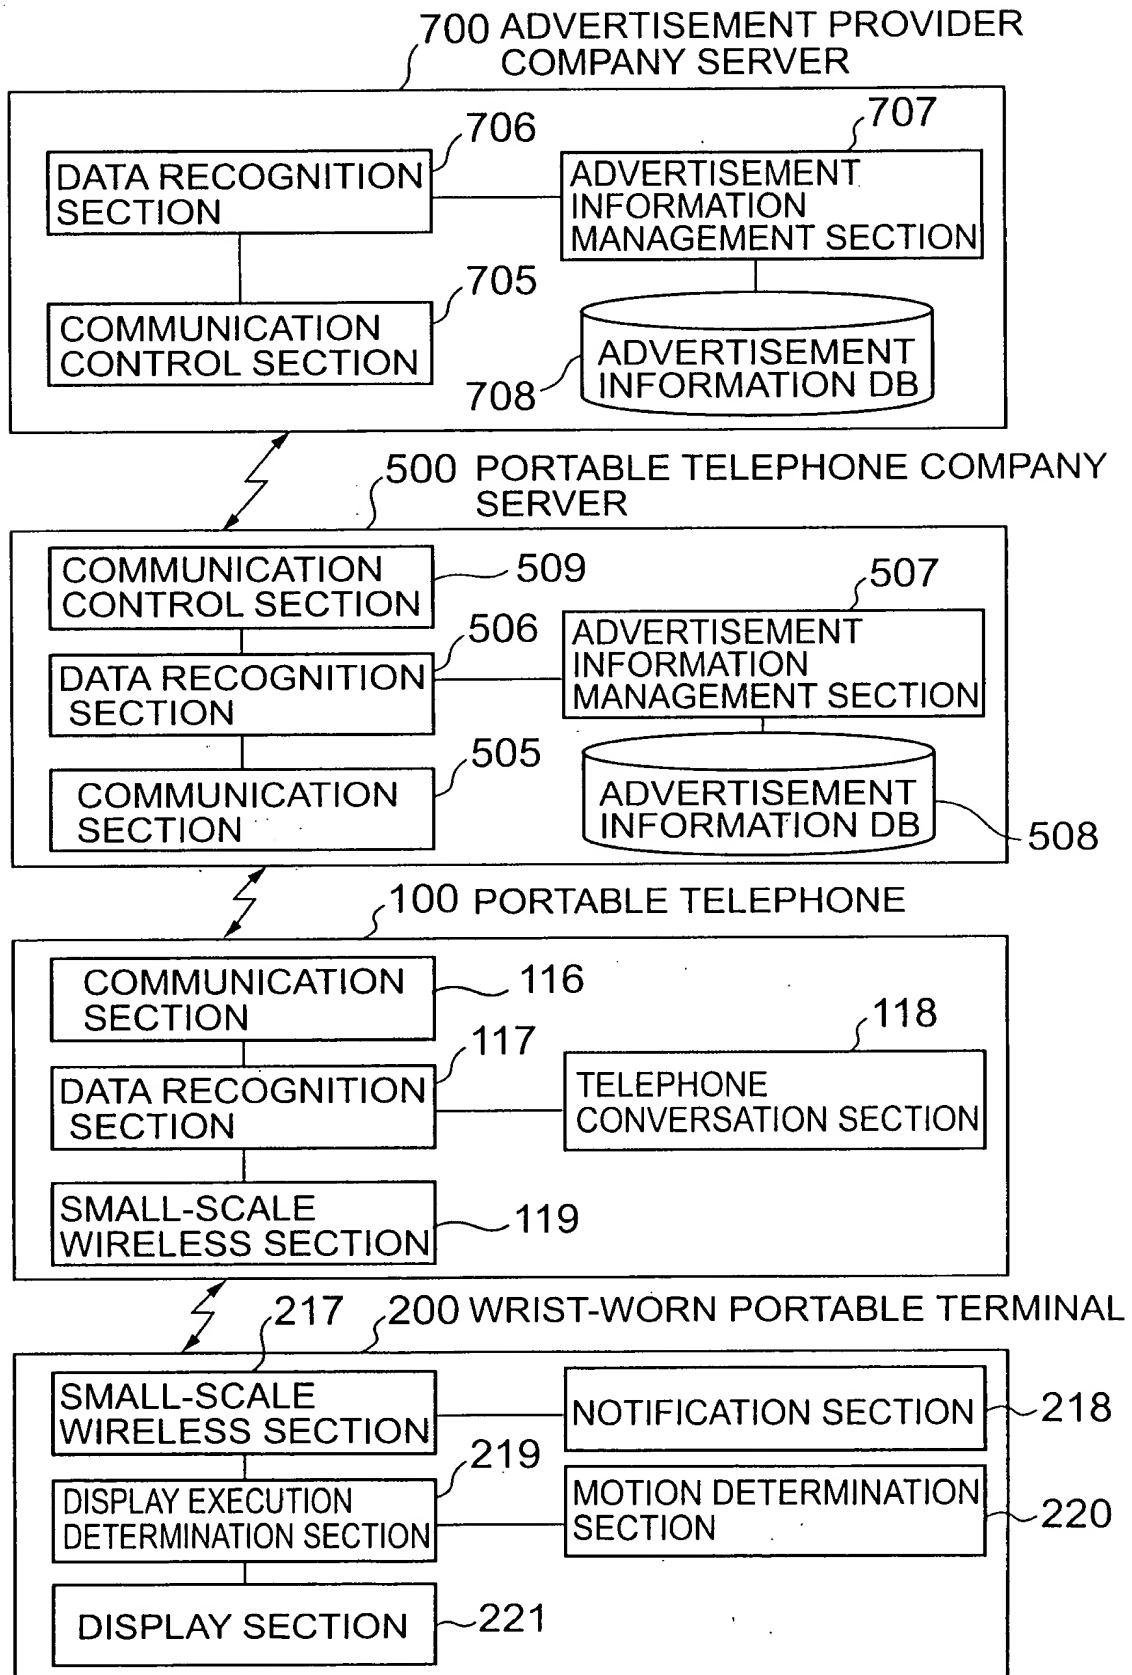 700 ADVERTISEMENT PROVIDER
COMPANY SERVER
706
707
DATA RECOGNITION
SECTION
ADVERTISEMENT
INFORMATION
MANAGEMENT SECTION
705
COMMUNICATION
CONTROL SECTION
ADVERTISEMENT
INFORMATION DB
708
500 PORTABLE TELEPHONE COMPANY
SERVER
COMMUNICATION
CONTROL SECTION
509
507
506
DATA RECOGNITION
SECTION
ADVERTISEMENT
INFORMATION
MANAGEMENT SECTION
505
COMMUNICATION
SECTION
ADVERTISEMENT
INFORMATION DB
508
100 PORTABLE TELEPHONE
COMMUNICATION
SECTION
116
117
118
DATA RECOGNITION
SECTION
TELEPHONE
CONVERSATION SECTION
SMALL-SCALE
WIRELESS SECTION
119
217
200 WRIST-WORN PORTABLE TERMINAL
SMALL-SCALE
WIRELESS SECTION
NOTIFICATION SECTION
218
219
DISPLAY EXECUTION
DETERMINATION SECTION
MOTION DETERMINATION
SECTION
220
DISPLAY SECTION
221